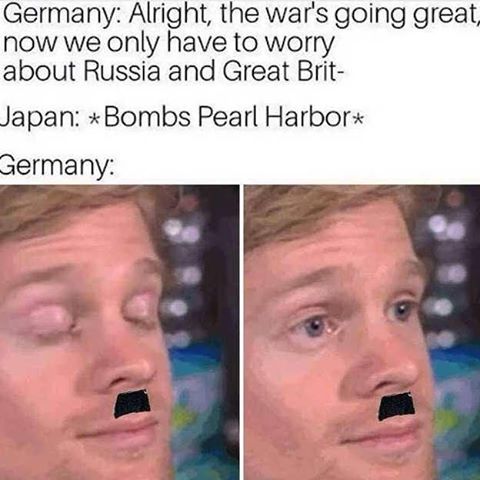 Germany: Alright, the war's going great,
now we only have to worry
about Russia and Great Brit-
Japan: *Bombs Pearl Harbor*
Germany: